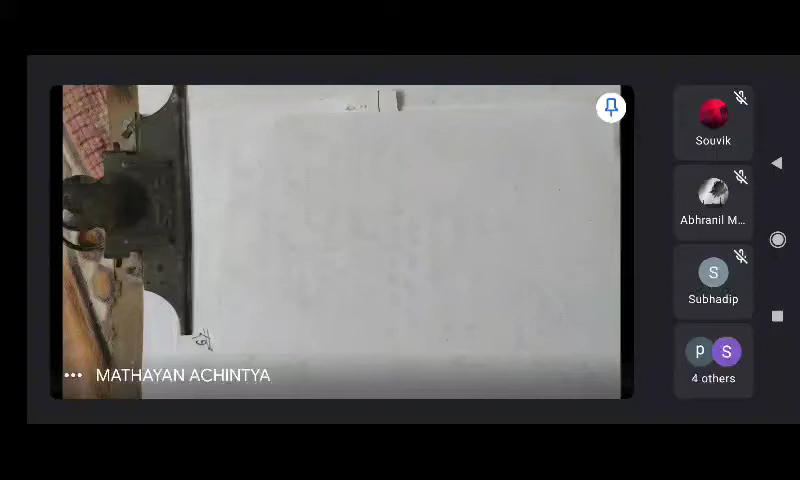 Souvik
Abhranil M...
S
Subhadip
p S
4 others
MATHAYAN ACHINTYA